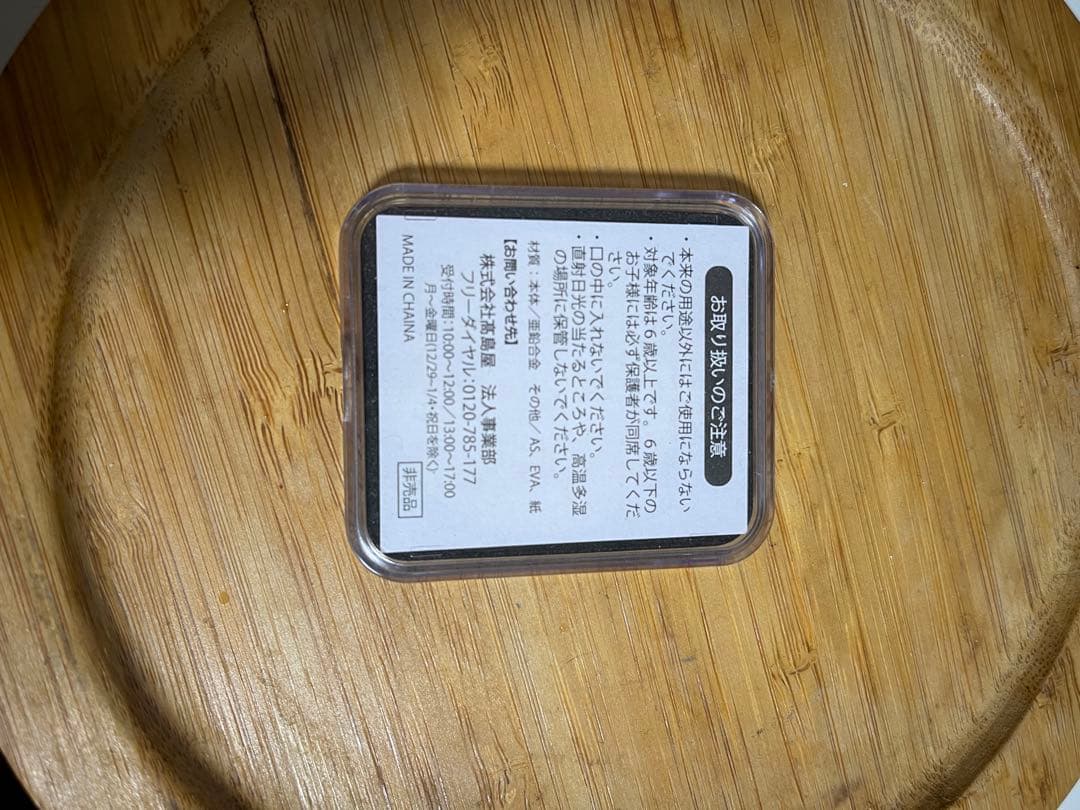 お取り扱いのご注意
・本来の用途以外にはご使用にならない
でください。
・対象年齢は6歳以上です。6歳以下の
お子様には必ず保護者が同席してくだ
さい。
・口の中に入れないでください。
・直射日光の当たるところや、高温多湿
の場所に保管しないでください。
材質：本体／亜鉛合金　その他／AS、EVA、紙
【お問い合わせ先】
株式会社髙島屋　法人事業部
フリーダイヤル：0120-785-177
受付時間：10:00～12:00／13:00～17:00
月～金曜日(12/29~1/4・祝日を除く)
MADE IN CHAINA
非売品